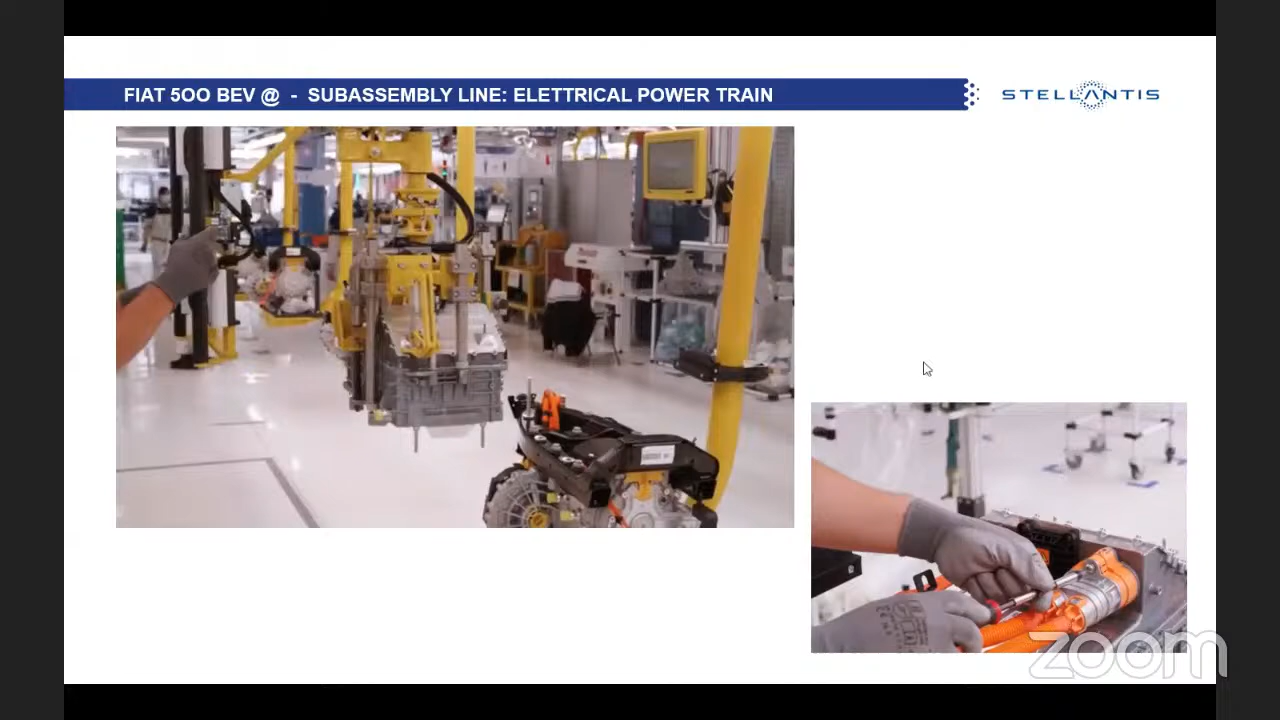 FIAT 5OO BEV @ - SUBASSEMBLY LINE: ELETTRICAL POWER TRAIN
STELLANTIS
zoom